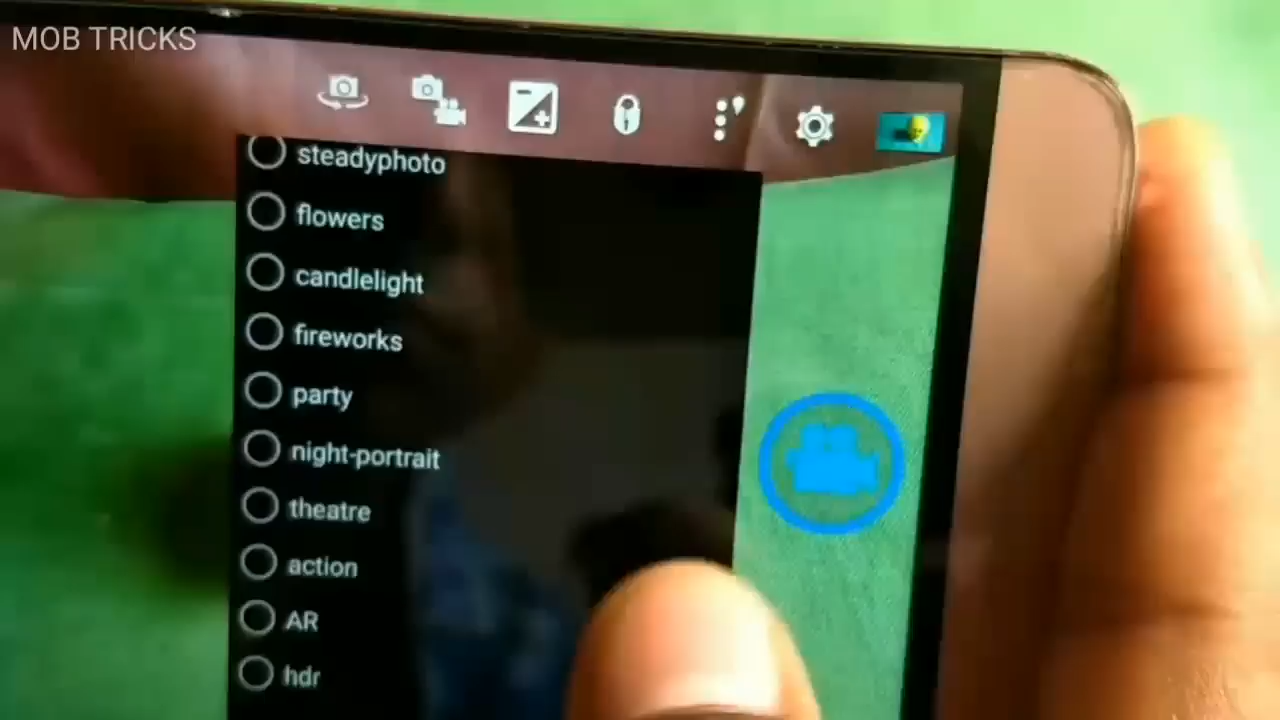 MOB TRICKS
steadyphoto
flowers
candlelight
fireworks
party
night-portrait
theatre
action
AR
hdr